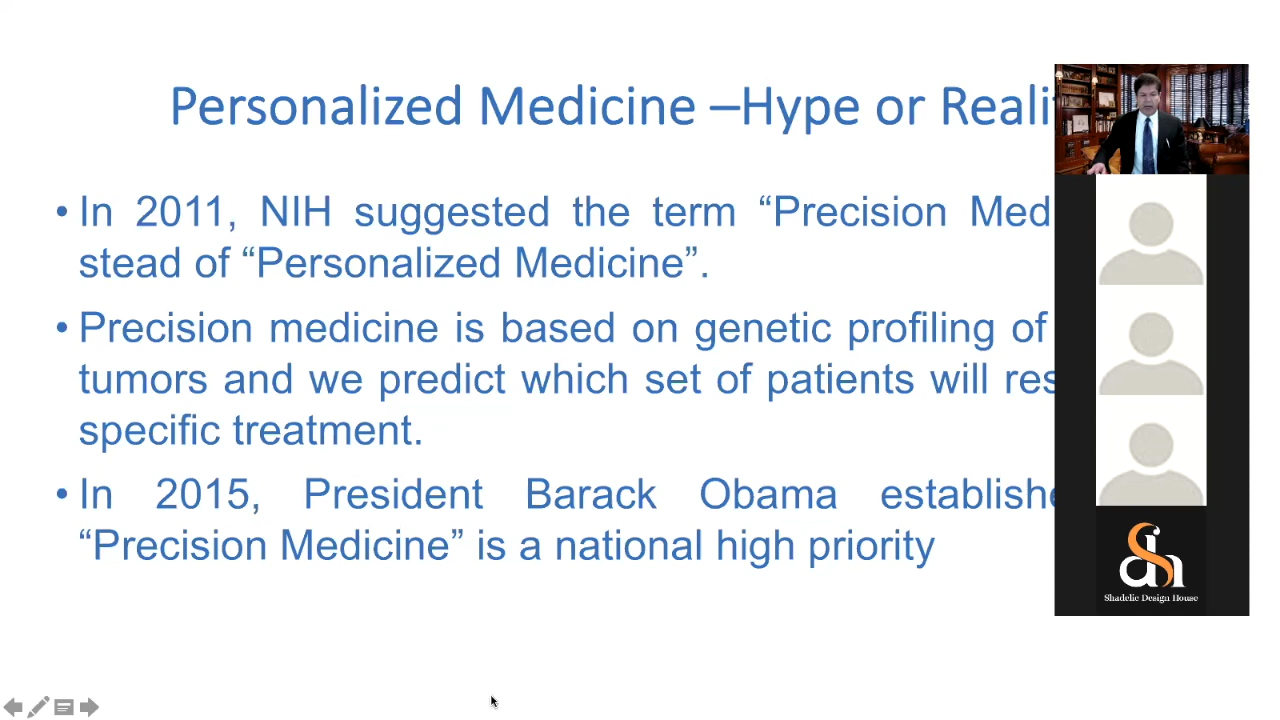 Personalized Medicine –Hype or Reali
• In 2011, NIH suggested the term “Precision Med
stead of “Personalized Medicine”.
• Precision medicine is based on genetic profiling of
tumors and we predict which set of patients will res
specific treatment.
• In 2015, President Barack Obama establishe
“Precision Medicine” is a national high priority
sdh
Shadelic Design House